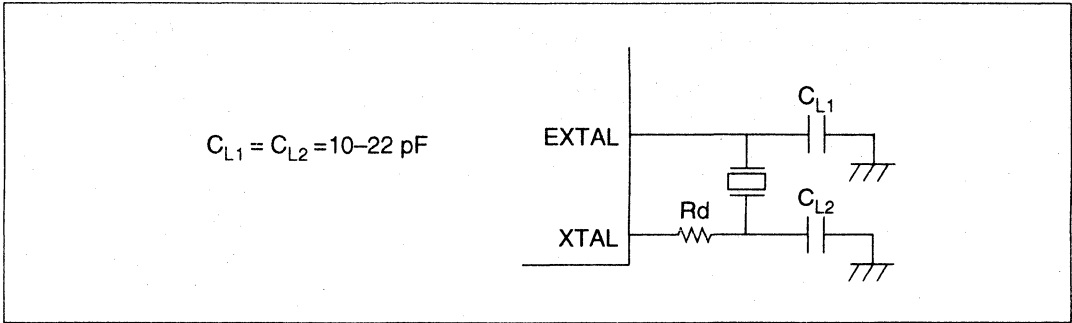 C_L1 = C_L2 = 10–22 pF
EXTAL
C_L1
Rd
C_L2
XTAL